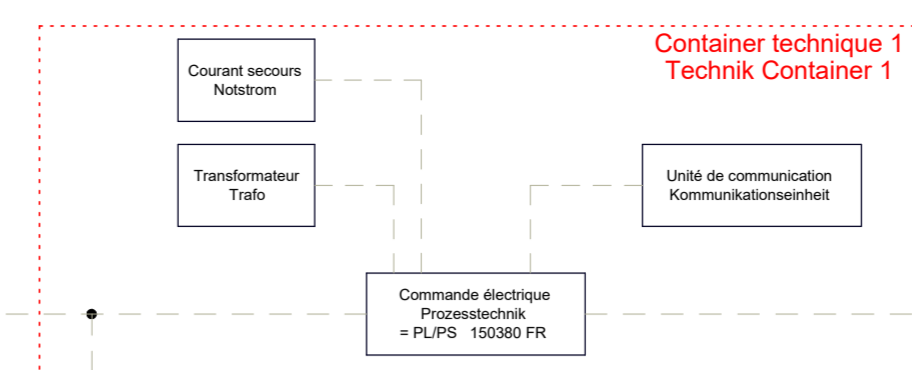 Container technique 1
Technik Container 1
Courant secours
Notstrom
Transformateur
Trafo
Unité de communication
Kommunikationseinheit
Commande électrique
Prozesstechnik
= PL/PS 150380 FR